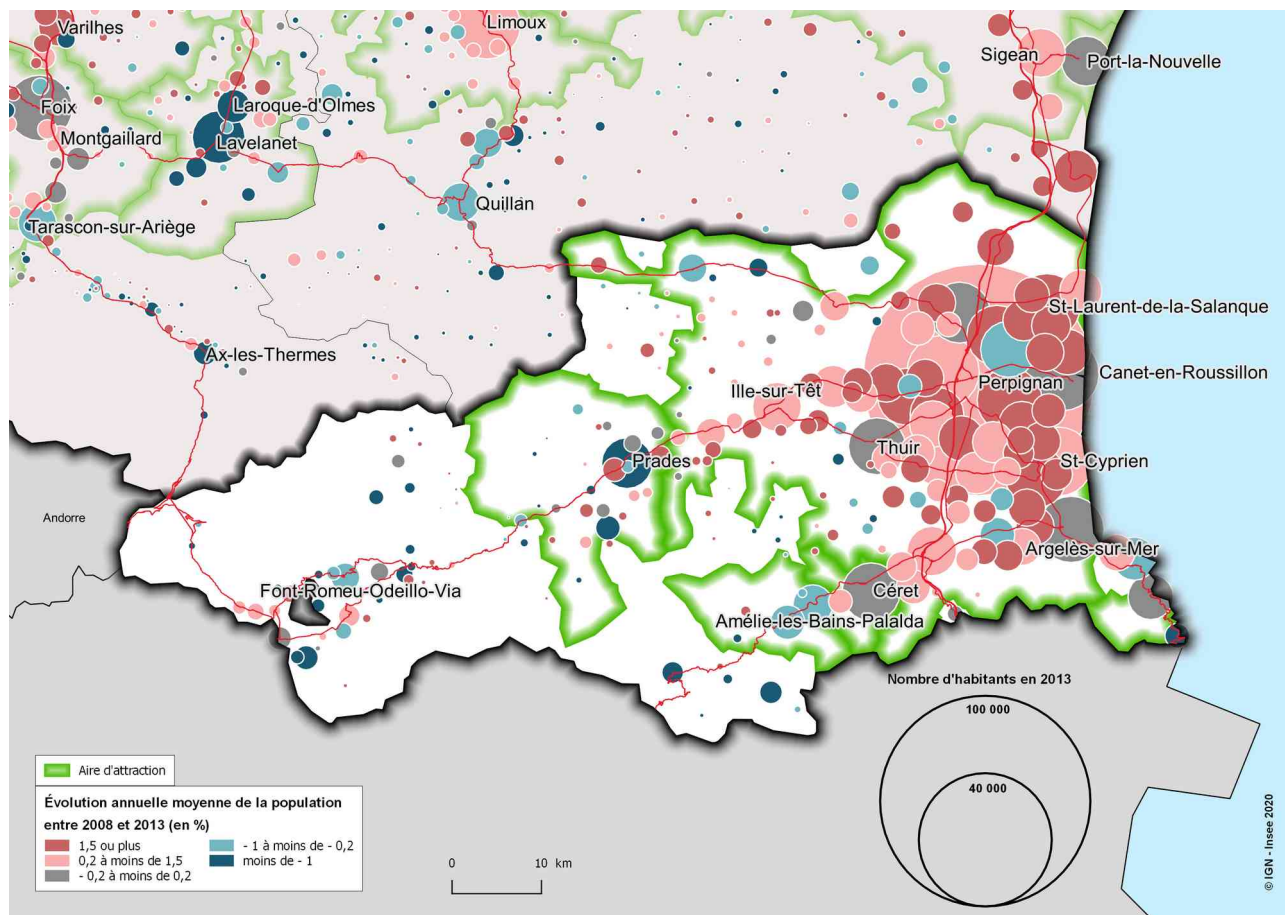 Varilhes
Limoux
Sigean
Port-la-Nouvelle
Foix
Laroque-d'Olmes
Montgaillard
Lavelanet
Quillan
Tarascon-sur-Ariège
St-Laurent-de-la-Salanque
Ax-les-Thermes
Canet-en-Roussillon
Perpignan
Ille-sur-Têt
Thuir
Prades
St-Cyprien
Andorre
Argelès-sur-Mer
Font-Romeu-Odeillo-Via
Céret
Amélie-les-Bains-Palalda
Nombre d'habitants en 2013
100 000
40 000
Aire d'attraction
Évolution annuelle moyenne de la population
entre 2008 et 2013 (en %)
1,5 ou plus
0,2 à moins de 1,5
- 0,2 à moins de 0,2
- 1 à moins de - 0,2
moins de - 1
0 10 km
© IGN - Insee 2020